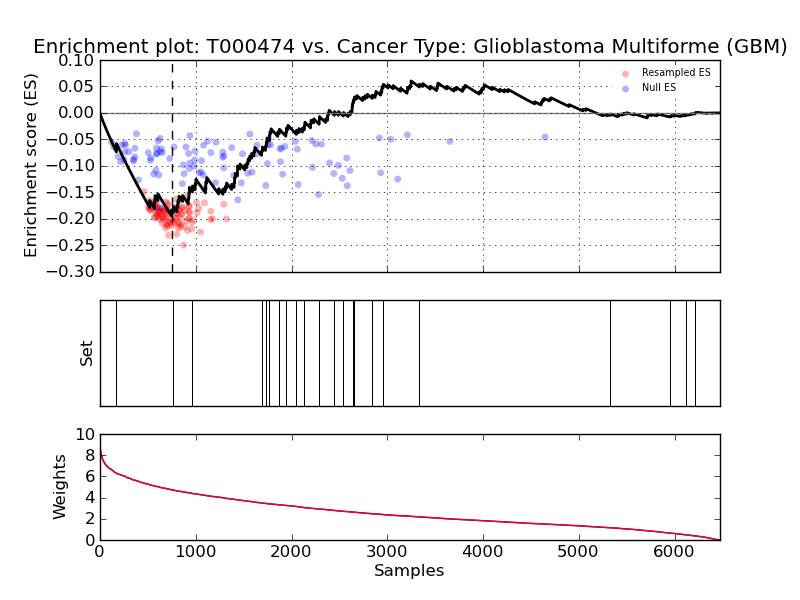 Enrichment plot: T000474 vs. Cancer Type: Glioblastoma Multiforme (GBM)
0.10
0.05
0.00
−0.05
−0.10
−0.15
−0.20
−0.25
−0.30
Enrichment score (ES)
Resampled ES
Null ES
Set
10
8
6
4
2
0
Weights
0 1000 2000 3000 4000 5000 6000
Samples